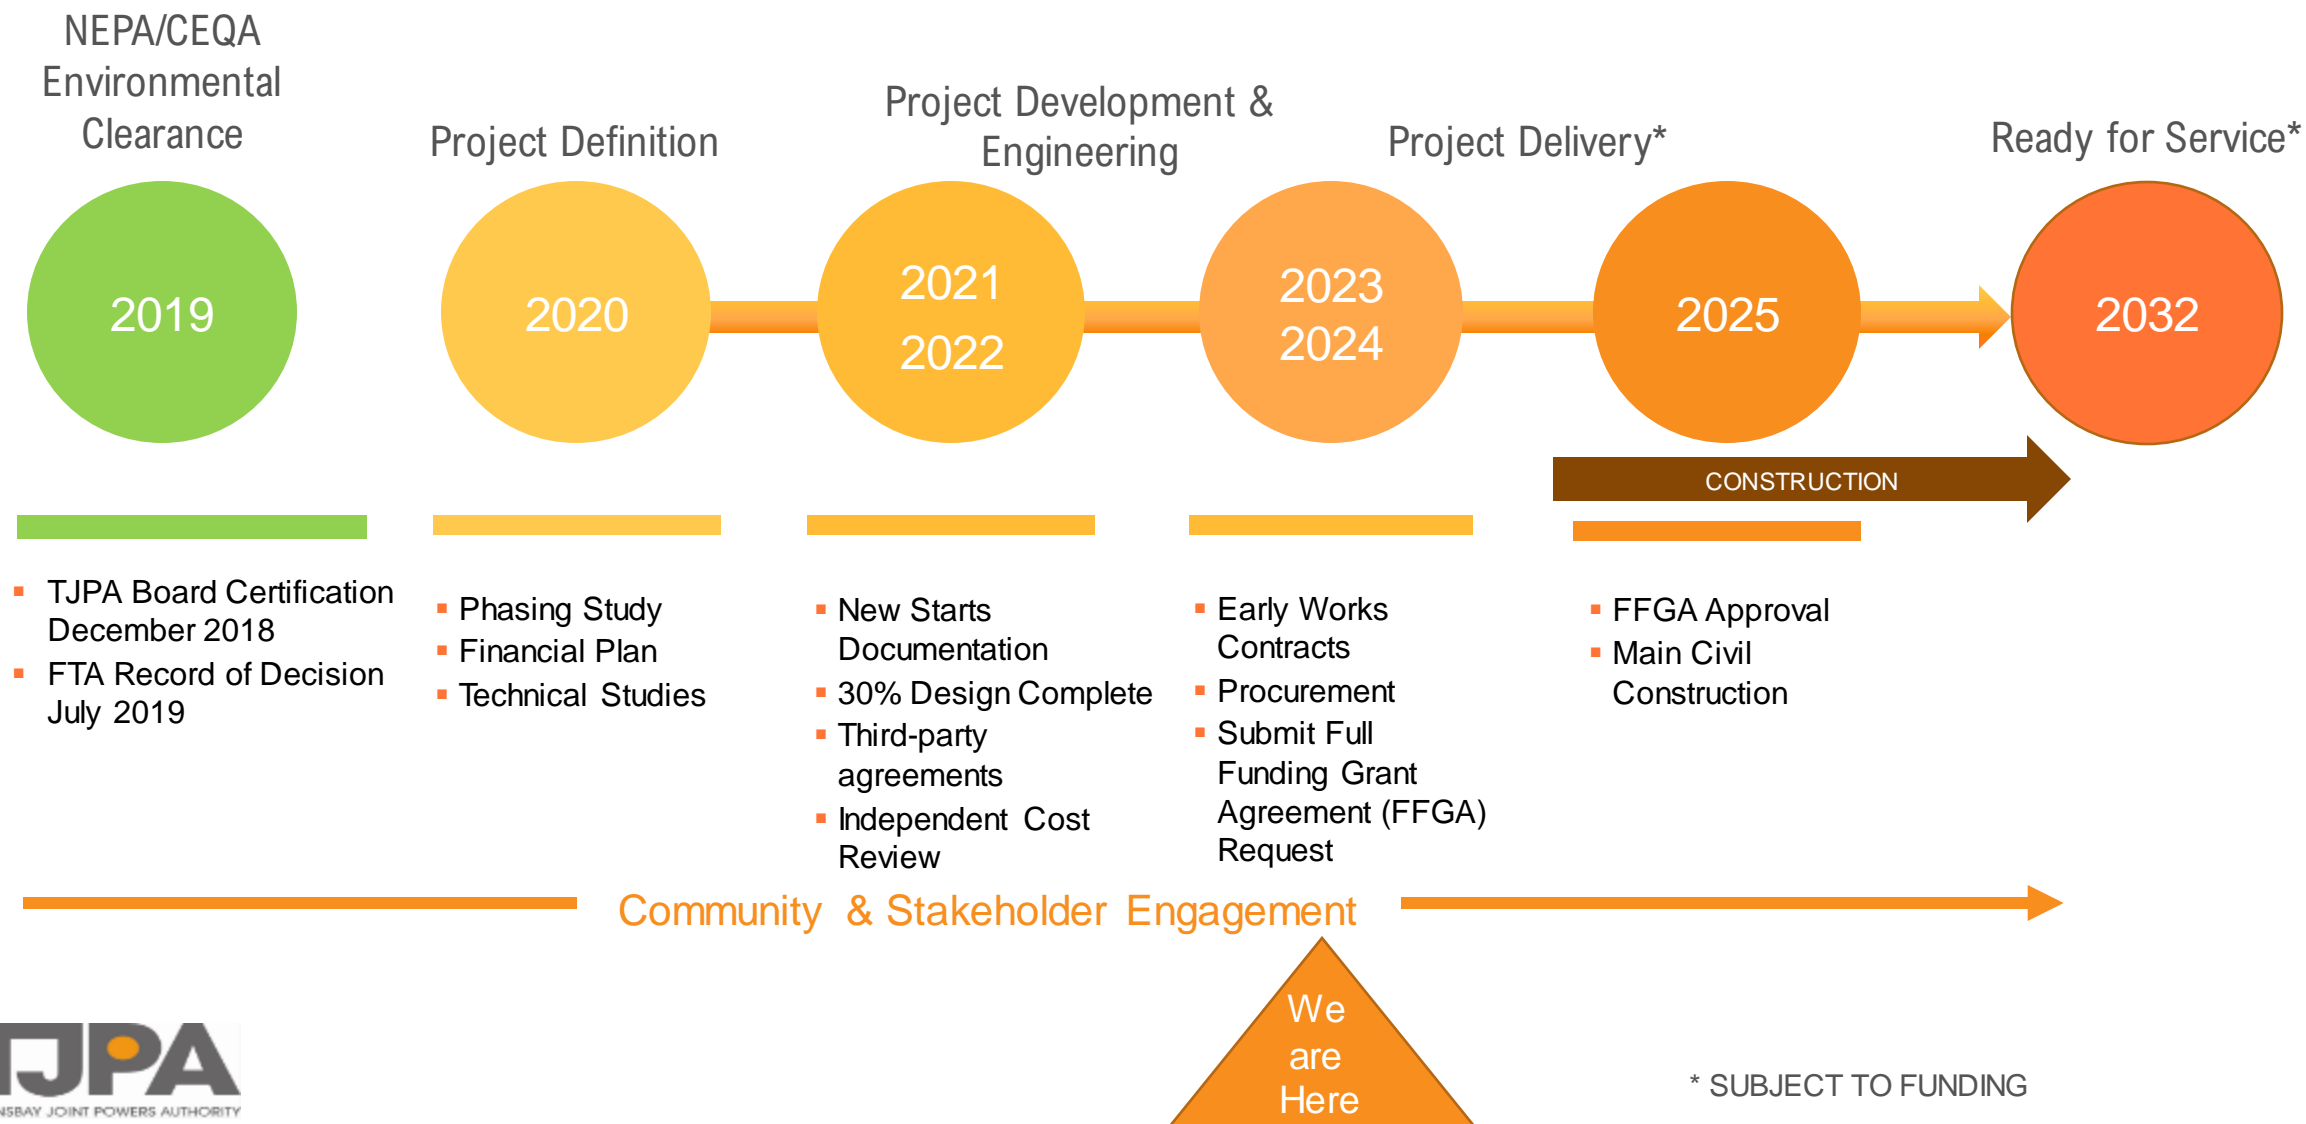 NEPA/CEQA
Environmental
Clearance
Project Definition
Project Development &
Engineering
Project Delivery*
Ready for Service*
2019
2020
2021
2022
2023
2024
2025
2032
CONSTRUCTION
TJPA Board Certification
December 2018
FTA Record of Decision
July 2019
Phasing Study
Financial Plan
Technical Studies
New Starts
Documentation
30% Design Complete
Third-party
agreements
Independent Cost
Review
Early Works
Contracts
Procurement
Submit Full
Funding Grant
Agreement (FFGA)
Request
FFGA Approval
Main Civil
Construction
Community & Stakeholder Engagement
We
are
Here
TJPA
NSBAY JOINT POWERS AUTHORITY
* SUBJECT TO FUNDING